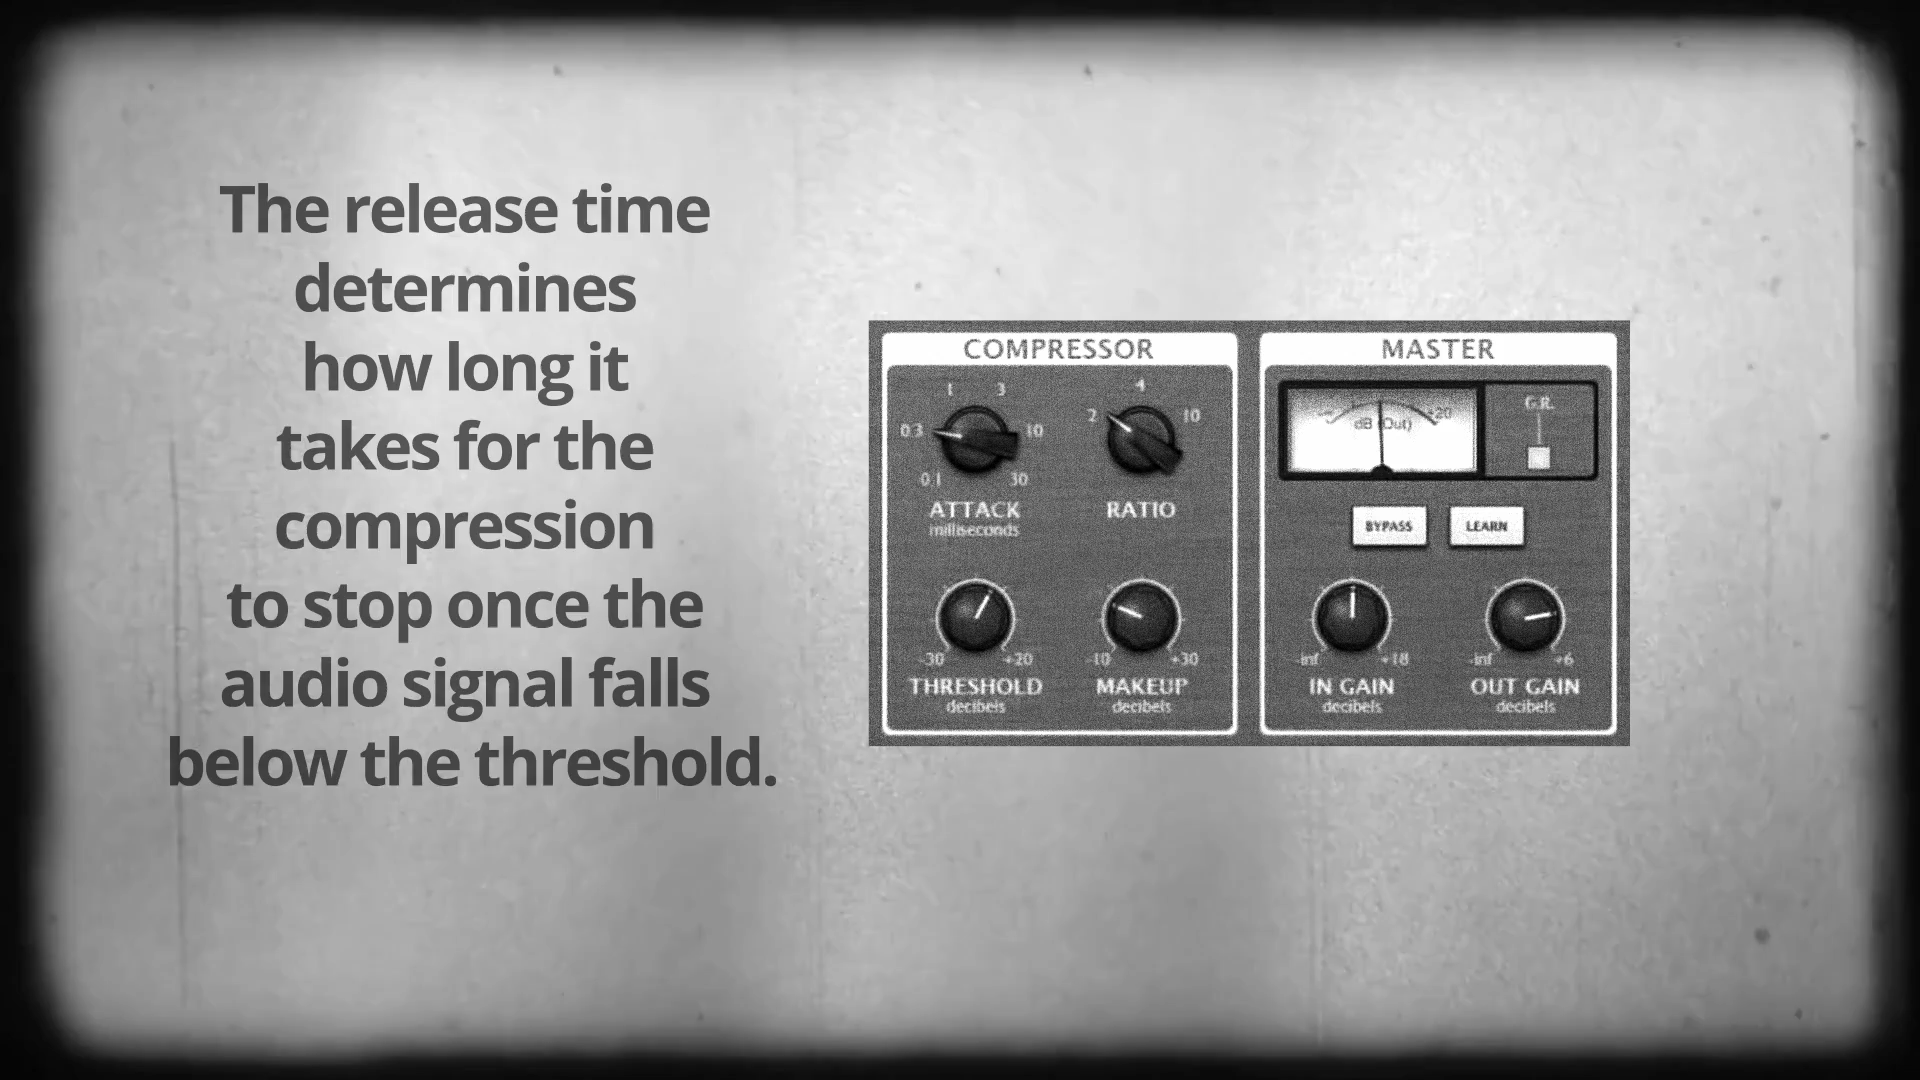 The release time
determines
how long it
takes for the
compression
to stop once the
audio signal falls
below the threshold.
COMPRESSOR
1 3
0.3 10
0.1 30
ATTACK
milliseconds
4
2 10
RATIO
-30 +20
THRESHOLD
decibels
-10 +30
MAKEUP
decibels
MASTER
+20
dB (Out)
G.R.
BYPASS LEARN
-inf +18
IN GAIN
decibels
-inf +6
OUT GAIN
decibels